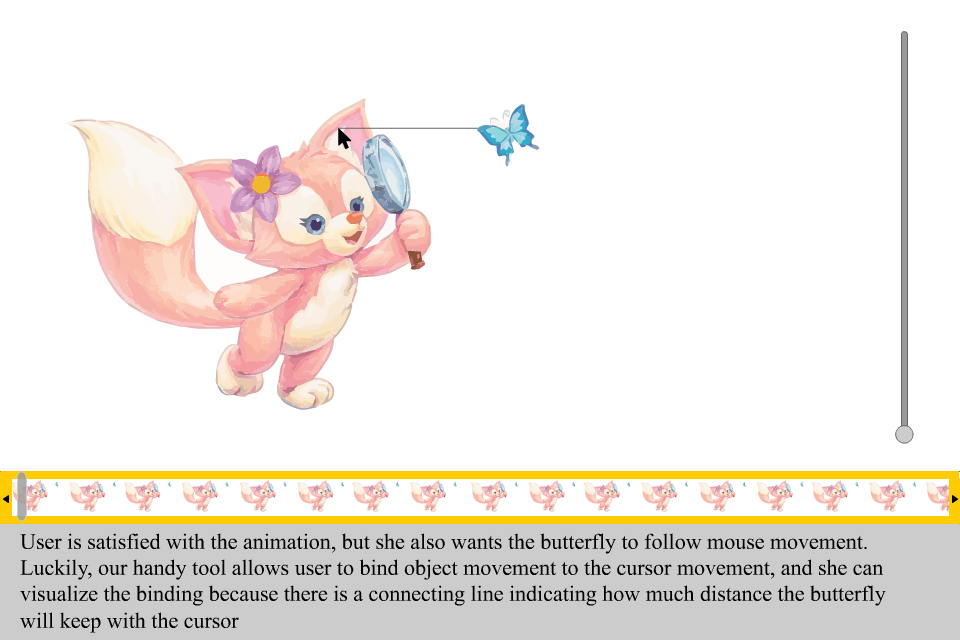 User is satisfied with the animation, but she also wants the butterfly to follow mouse movement.
Luckily, our handy tool allows user to bind object movement to the cursor movement, and she can
visualize the binding because there is a connecting line indicating how much distance the butterfly
will keep with the cursor